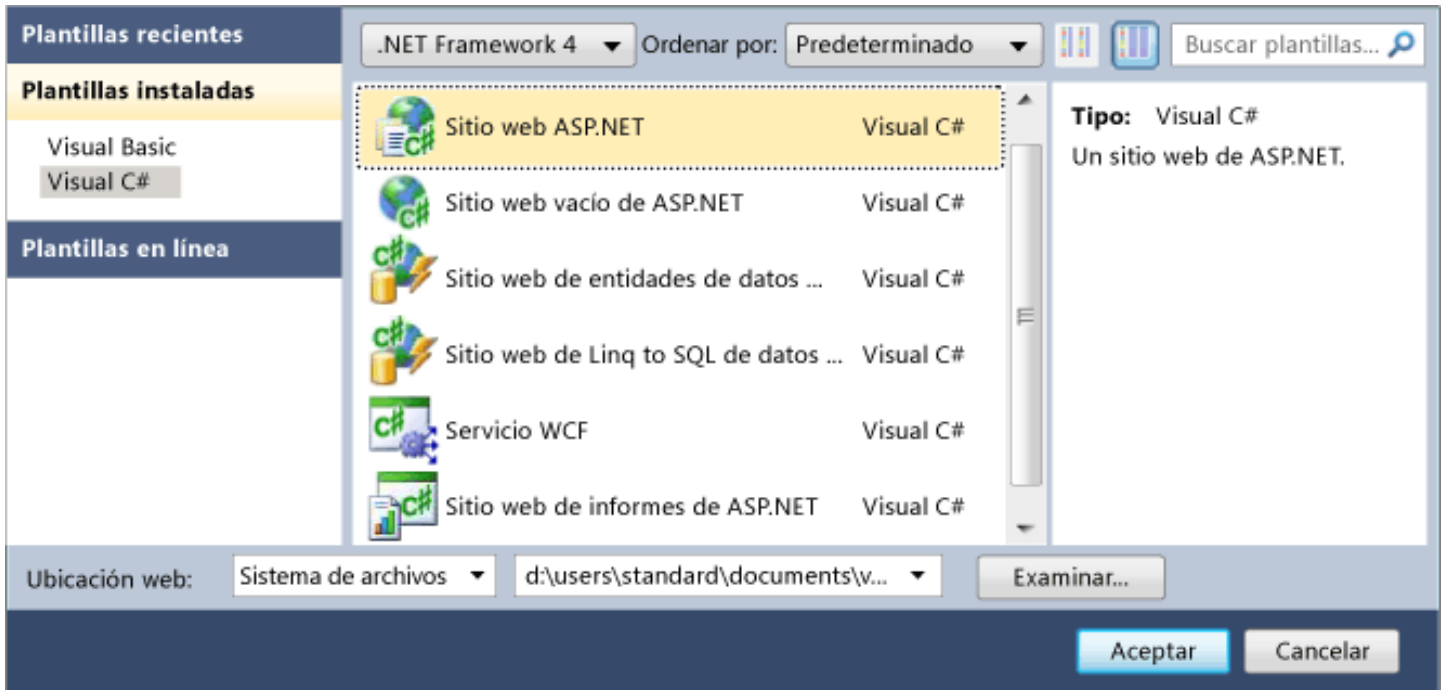 Plantillas recientes
.NET Framework 4
Ordenar por:
Predeterminado
Buscar plantillas...
Plantillas instaladas
Visual Basic
Visual C#
Plantillas en línea
Sitio web ASP.NET Visual C#
Sitio web vacío de ASP.NET Visual C#
Sitio web de entidades de datos ... Visual C#
Sitio web de Linq to SQL de datos ... Visual C#
Servicio WCF Visual C#
Sitio web de informes de ASP.NET Visual C#
Tipo: Visual C#
Un sitio web de ASP.NET.
Ubicación web:
Sistema de archivos
d:\users\standard\documents\v...
Examinar...
Aceptar
Cancelar